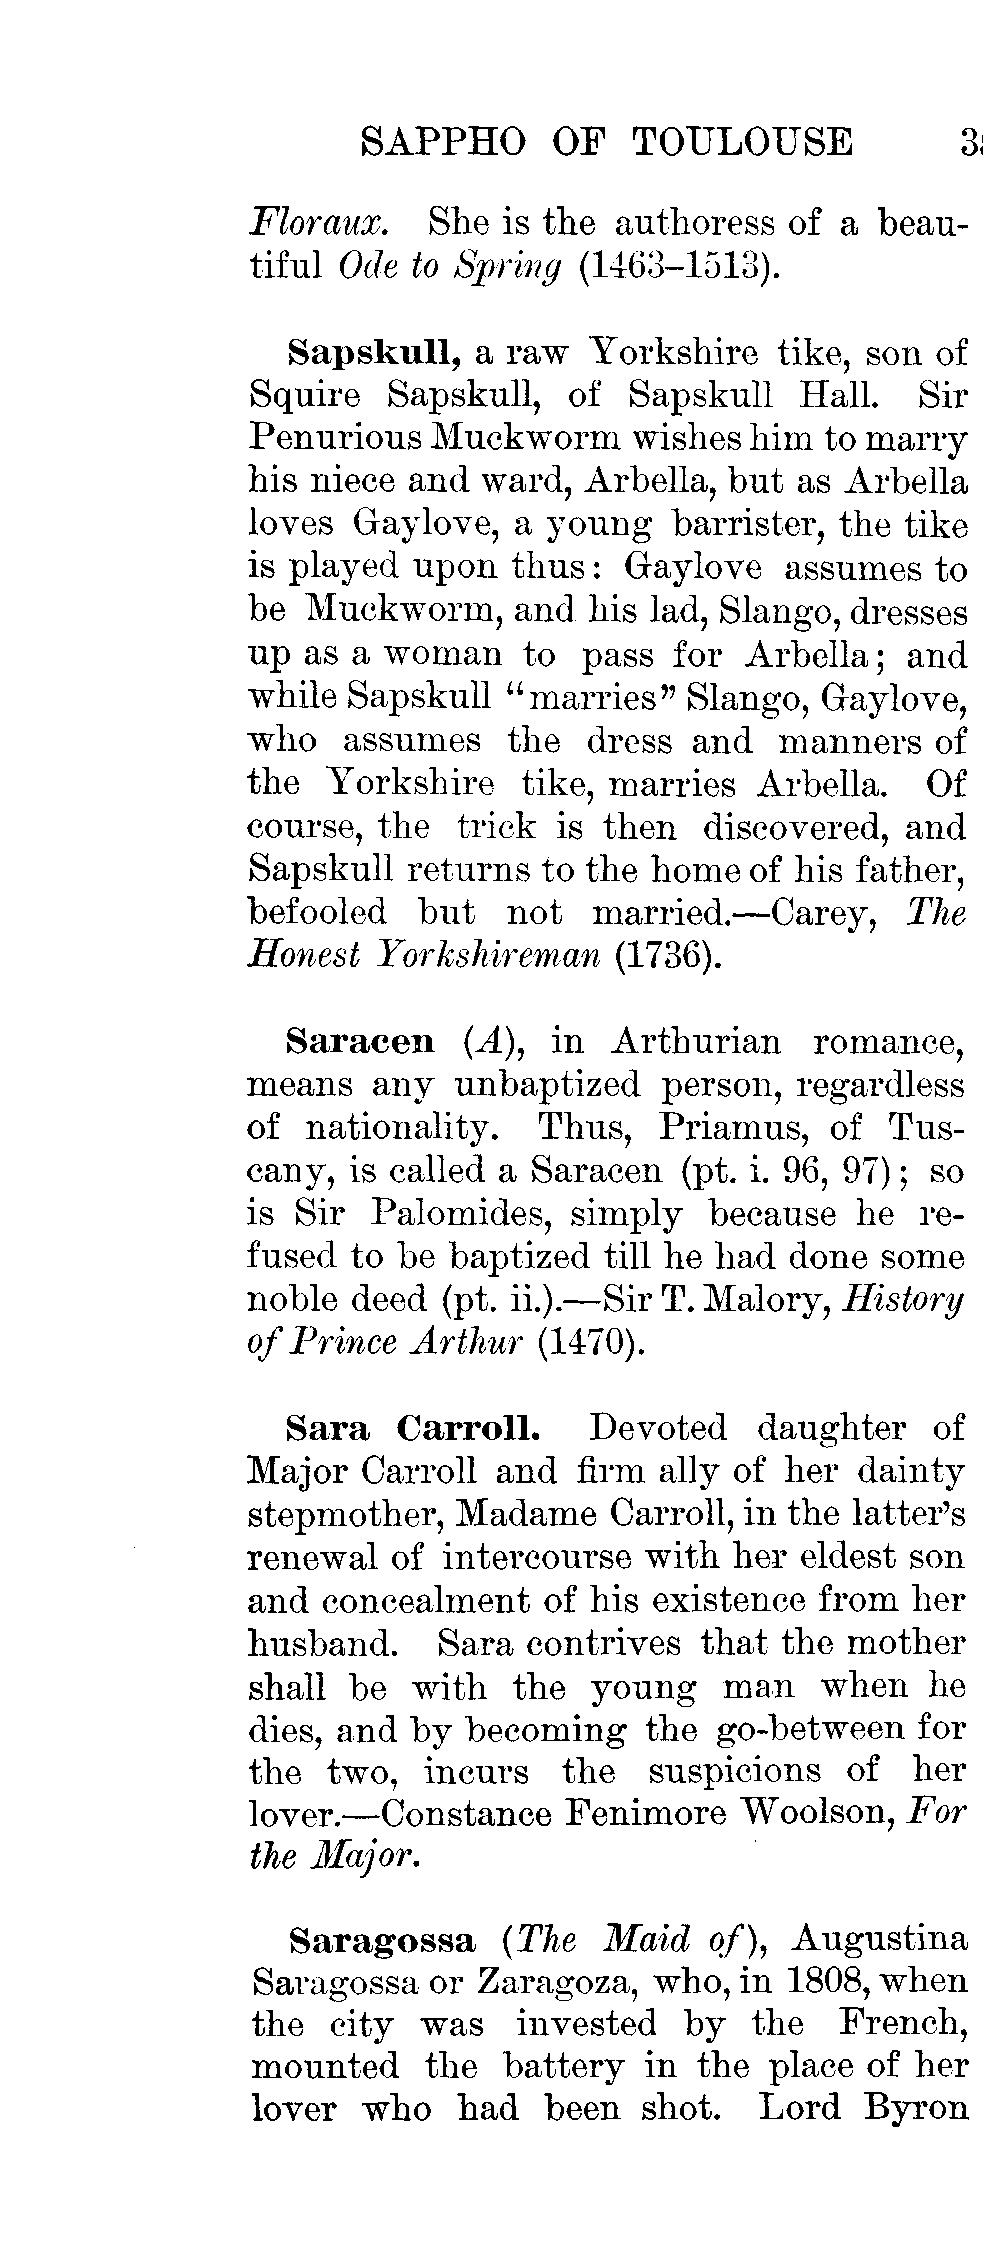 SAPPHO OF TOULOUSE
Floraux. She is the authoress of a beau-
tiful Ode to Spring (1463–1513).
Sapskull, a raw Yorkshire tike, son of
Squire Sapskull, of Sapskull Hall. Sir
Penurious Muckworm wishes him to marry
his niece and ward, Arbella, but as Arbella
loves Gaylove, a young barrister, the tike
is played upon thus: Gaylove assumes to
be Muckworm, and his lad, Slango, dresses
up as a woman to pass for Arbella; and
while Sapskull “marries” Slango, Gaylove,
who assumes the dress and manners of
the Yorkshire tike, marries Arbella. Of
course, the trick is then discovered, and
Sapskull returns to the home of his father,
befooled but not married.—Carey, The
Honest Yorkshireman (1736).
Saracen (A), in Arthurian romance,
means any unbaptized person, regardless
of nationality. Thus, Priamus, of Tus-
cany, is called a Saracen (pt. i. 96, 97); so
is Sir Palomides, simply because he re-
fused to be baptized till he had done some
noble deed (pt. ii.).—Sir T. Malory, History
of Prince Arthur (1470).
Sara Carroll. Devoted daughter of
Major Carroll and firm ally of her dainty
stepmother, Madame Carroll, in the latter’s
renewal of intercourse with her eldest son
and concealment of his existence from her
husband. Sara contrives that the mother
shall be with the young man when he
dies, and by becoming the go-between for
the two, incurs the suspicions of her
lover.—Constance Fenimore Woolson, For
the Major.
Saragossa (The Maid of), Augustina
Saragossa or Zaragoza, who, in 1808, when
the city was invested by the French,
mounted the battery in the place of her
lover who had been shot. Lord Byron